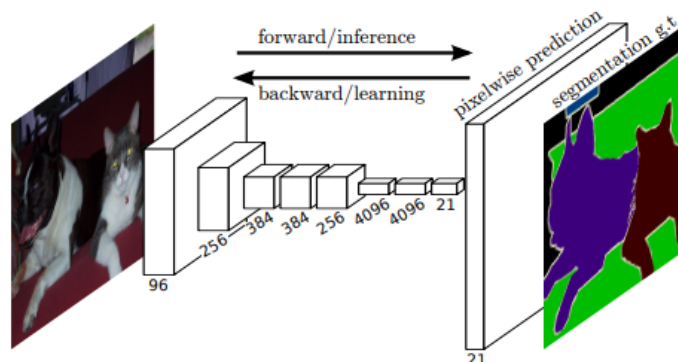 forward/inference
backward/learning
pixelwise prediction
segmentation g.t.
96
256
384
384
256
4096
4096
21
21